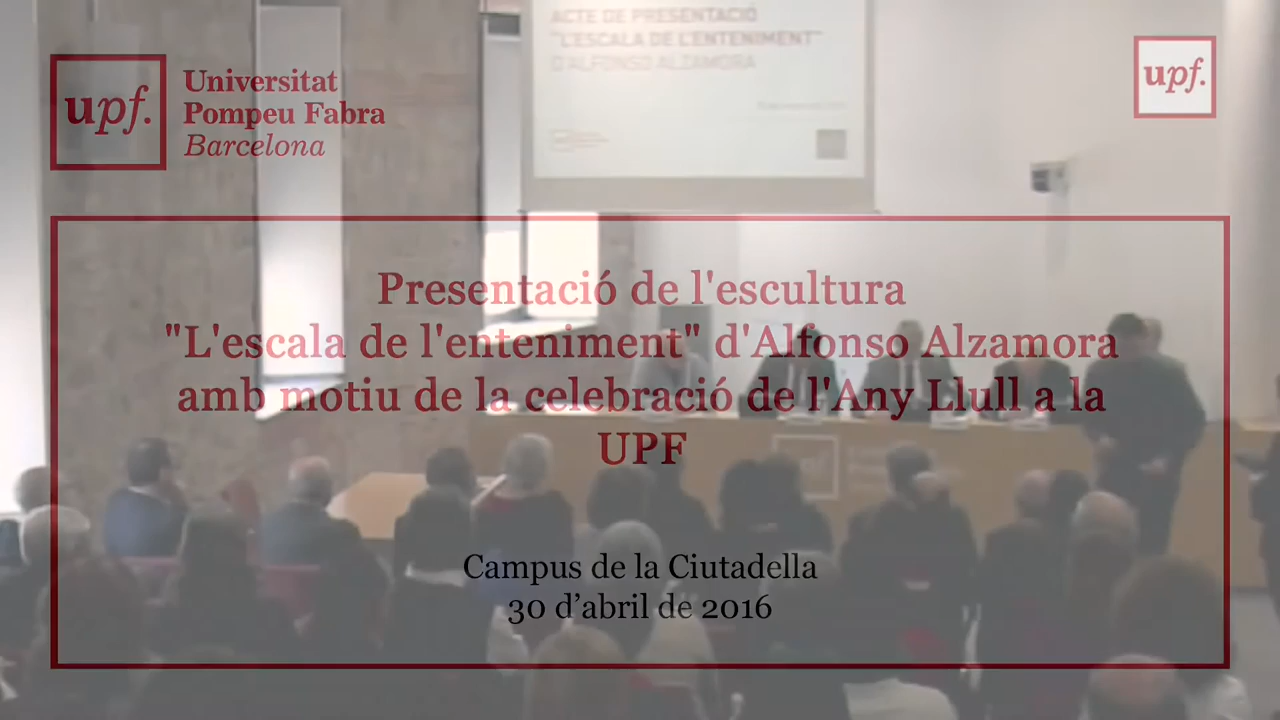 ACTE DE PRESENTACIÓ
"L'ESCALA DE L'ENTENIMENT"
D'ALFONSO ALZAMORA
upf.
Universitat
Pompeu Fabra
Barcelona
upf.
Presentació de l'escultura
"L'escala de l'enteniment" d'Alfonso Alzamora
amb motiu de la celebració de l'Any Llull a la
UPF
Campus de la Ciutadella
30 d’abril de 2016